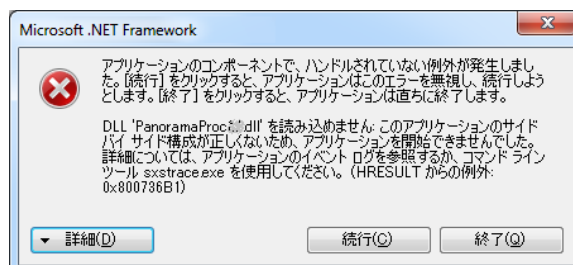 Microsoft .NET Framework
アプリケーションのコンポーネントで、ハンドルされていない例外が発生しまし
た。[続行] をクリックすると、アプリケーションはこのエラーを無視し、続行しよう
とします。[終了] をクリックすると、アプリケーションは直ちに終了します。
DLL 'PanoramaProc dll' を読み込めません: このアプリケーションのサイド
バイ サイド構成が正しくないため、アプリケーションを開始できませんでした。
詳細については、アプリケーションのイベント ログを参照するか、コマンド ライン
ツール sxstrace.exe を使用してください。 (HRESULT からの例外:
0x800736B1)
詳細(D)
続行(C)
終了(Q)